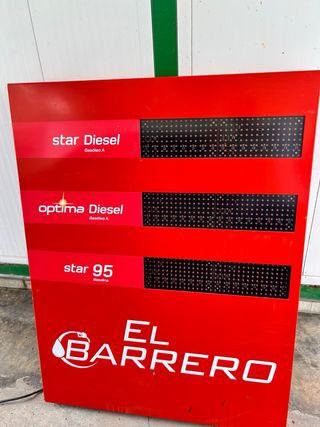 star Diesel
Gasóleo A
optima Diesel
Gasóleo A
star 95
Gasolina
EL
BARRERO